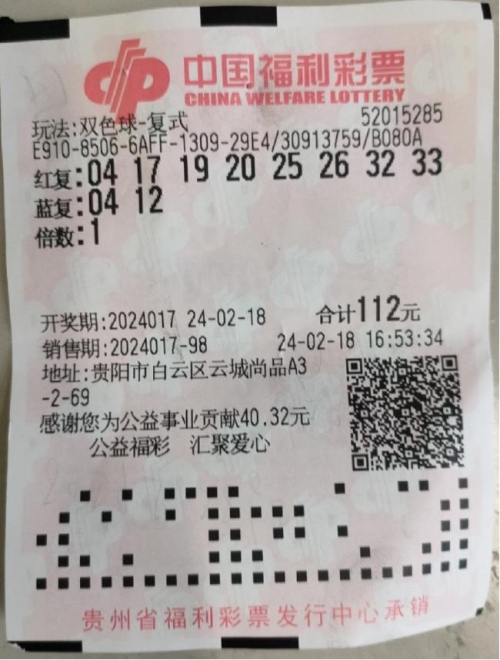 中国福利彩票
CHINA WELFARE LOTTERY
玩法:双色球-复式 52015285
E910-8506-6AFF-1309-29E4/30913759/B080A
红复:04 17 19 20 25 26 32 33
蓝复:04 12
倍数:1
开奖期:2024017 24-02-18 合计112元
销售期:2024017-98 24-02-18 16:53:34
地址:贵阳市白云区云城尚品A3
-2-69
感谢您为公益事业贡献40.32元
公益福彩 汇聚爱心
贵州省福利彩票发行中心承销